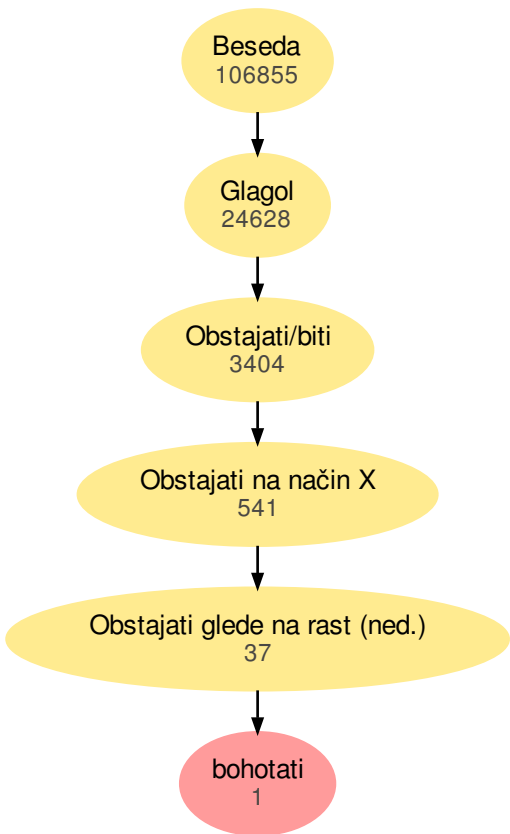 Beseda
106855
Glagol
24628
Obstajati/biti
3404
Obstajati na način X
541
Obstajati glede na rast (ned.)
37
bohotati
1